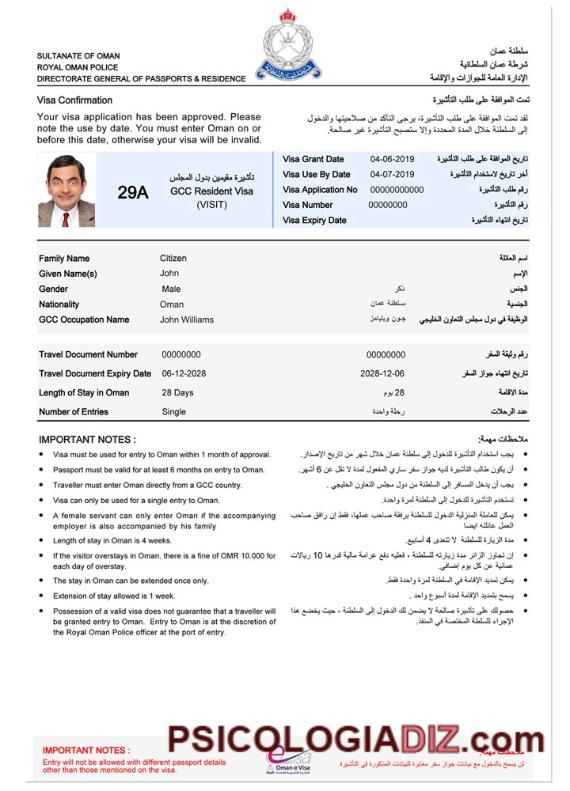 SULTANATE OF OMAN
ROYAL OMAN POLICE
DIRECTORATE GENERAL OF PASSPORTS & RESIDENCE
سلطنة عمان
شرطة عمان السلطانية
الإدارة العامة للجوازات والإقامة
Visa Confirmation
تمت الموافقة على طلب التأشيرة
Your visa application has been approved. Please
note the use by date. You must enter Oman on or
before this date, otherwise your visa will be invalid.
لقد تمت الموافقة على طلب التأشيرة، يرجى التأكد من صلاحيتها والدخول
إلى السلطنة خلال المدة المحددة وإلا ستصبح التأشيرة غير صالحة.
29A
تأشيرة مقيمين بدول المجلس
GCC Resident Visa
(VISIT)
Visa Grant Date 04-06-2019 تاريخ الموافقة على طلب التأشيرة
Visa Use By Date 04-07-2019 آخر تاريخ لاستخدام التأشيرة
Visa Application No 00000000000 رقم طلب التأشيرة
Visa Number 00000000 رقم التأشيرة
Visa Expiry Date تاريخ انتهاء التأشيرة
Family Name Citizen اسم العائلة
Given Name(s) John الإسم
Gender Male ذكر الجنس
Nationality Oman سلطنة عمان الجنسية
GCC Occupation Name John Williams جون ويليامز الوظيفة في دول مجلس التعاون الخليجي
Travel Document Number 00000000 00000000 رقم وثيقة السفر
Travel Document Expiry Date 06-12-2028 2028-12-06 تاريخ انتهاء جواز السفر
Length of Stay in Oman 28 Days 28 يوم مدة الاقامة
Number of Entries Single رحلة واحدة عدد الرحلات
IMPORTANT NOTES :
• Visa must be used for entry to Oman within 1 month of approval.
• Passport must be valid for at least 6 months on entry to Oman.
• Traveller must enter Oman directly from a GCC country.
• Visa can only be used for a single entry to Oman.
• A female servant can only enter Oman if the accompanying
employer is also accompanied by his family
• Length of stay in Oman is 4 weeks.
• If the visitor overstays in Oman, there is a fine of OMR 10.000 for
each day of overstay.
• The stay in Oman can be extended once only.
• Extension of stay allowed is 1 week.
• Possession of a valid visa does not guarantee that a traveller will
be granted entry to Oman. Entry to Oman is at the discretion of
the Royal Oman Police officer at the port of entry.
ملاحظات مهمة:
• يجب استخدام التأشيرة للدخول إلى سلطنة عمان خلال شهر من تاريخ الإصدار.
• أن يكون طالب التأشيرة لديه جواز سفر ساري المفعول لمدة لا تقل عن 6 أشهر.
• يجب أن يدخل المسافر إلى السلطنة من دول مجلس التعاون الخليجي .
• تستخدم التأشيرة للدخول إلى السلطنة لمرة واحدة.
• يمكن للعاملة المنزلية الدخول للسلطنة برفقة صاحب عملها، فقط إن رافق صاحب
العمل عائلته ايضا
• مدة الزيارة للسلطنة لا تتعدى 4 أسابيع.
• إن تجاوز الزائر مدة زيارته للسلطنة ، فعليه دفع غرامة مالية قدرها 10 ريالات
عمانية عن كل يوم إضافي.
• يمكن تمديد الإقامة في السلطنة لمرة واحدة فقط.
• يسمح بتمديد الإقامة لمدة أسبوع واحد .
• حصولك على تأشيرة صالحة لا يضمن لك الدخول إلى السلطنة ، حيث يخضع هذا
الإجراء للسلطة المختصة في المنفذ.
PSICOLOGIADIZ.com
IMPORTANT NOTES :
Entry will not be allowed with different passport details
other than those mentioned on the visa.
Oman e Visa
ملاحظات مهمة:
لن يسمح بالدخول مع بيانات جواز سفر مغايرة للبيانات المذكورة في التأشيرة.